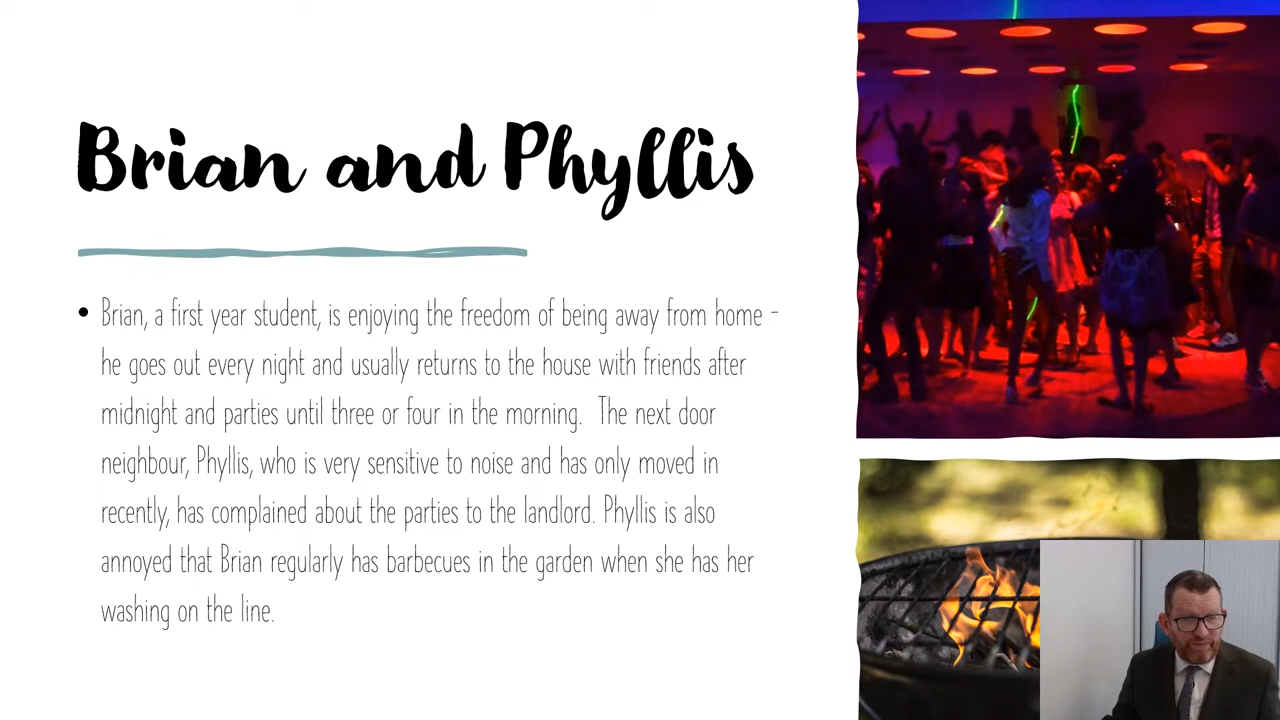 Brian and Phyllis
• Brian, a first year student, is enjoying the freedom of being away from home -
he goes out every night and usually returns to the house with friends after
midnight and parties until three or four in the morning.  The next door
neighbour, Phyllis, who is very sensitive to noise and has only moved in
recently, has complained about the parties to the landlord. Phyllis is also
annoyed that Brian regularly has barbecues in the garden when she has her
washing on the line.